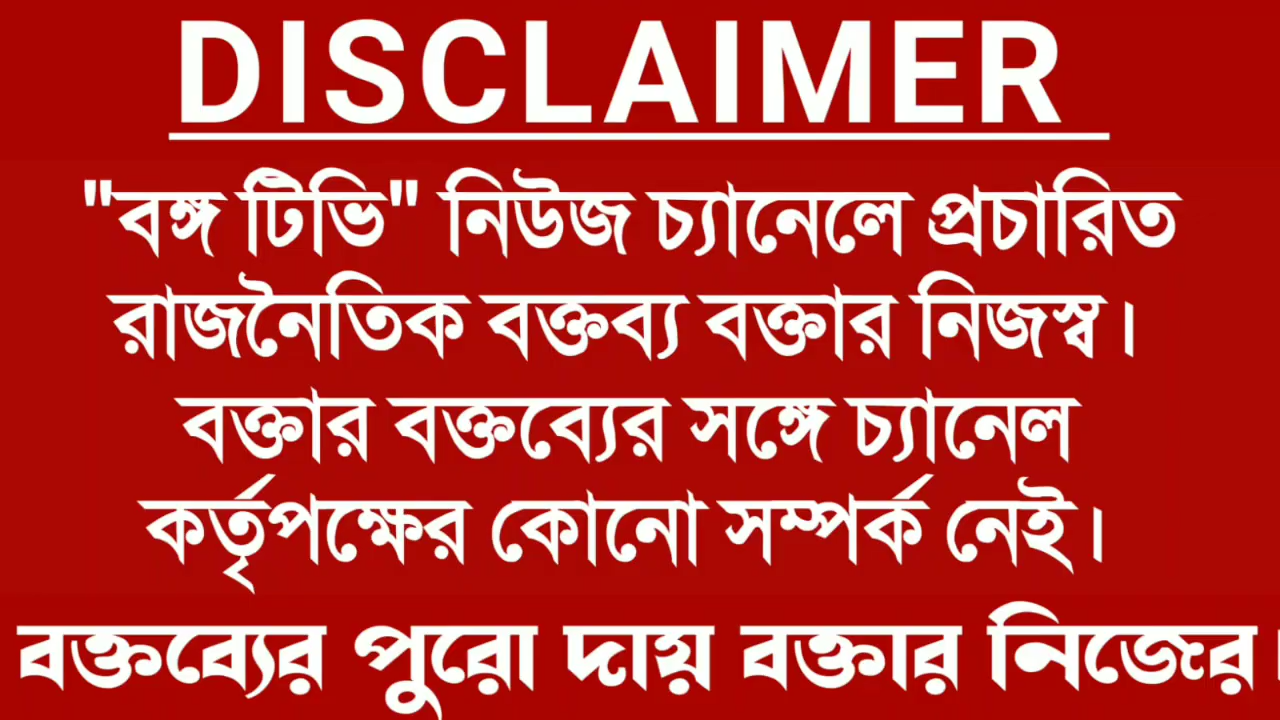 DISCLAIMER
"বঙ্গ টিভি" নিউজ চ্যানেলে প্রচারিত
রাজনৈতিক বক্তব্য বক্তার নিজস্ব।
বক্তার বক্তব্যের সঙ্গে চ্যানেল
কর্তৃপক্ষের কোনো সম্পর্ক নেই।
বক্তব্যের পুরো দায় বক্তার নিজের।